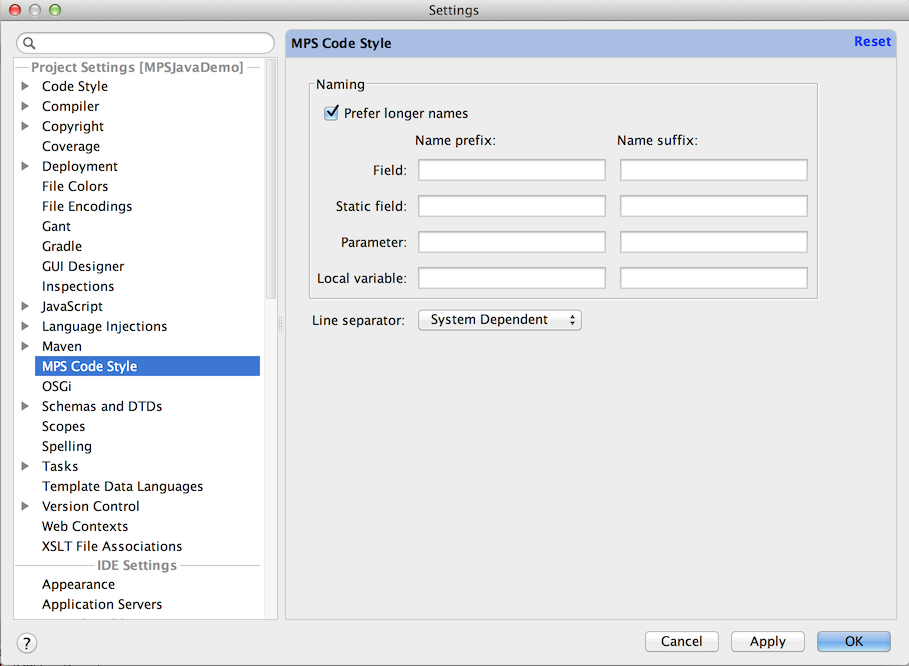 Settings
Project Settings [MPSJavaDemo]
Code Style
Compiler
Copyright
Coverage
Deployment
File Colors
File Encodings
Gant
Gradle
GUI Designer
Inspections
JavaScript
Language Injections
Maven
MPS Code Style
OSGi
Schemas and DTDs
Scopes
Spelling
Tasks
Template Data Languages
Version Control
Web Contexts
XSLT File Associations
IDE Settings
Appearance
Application Servers
MPS Code Style Reset
Naming
Prefer longer names
Name prefix: Name suffix:
Field:
Static field:
Parameter:
Local variable:
Line separator: System Dependent
? Cancel Apply OK